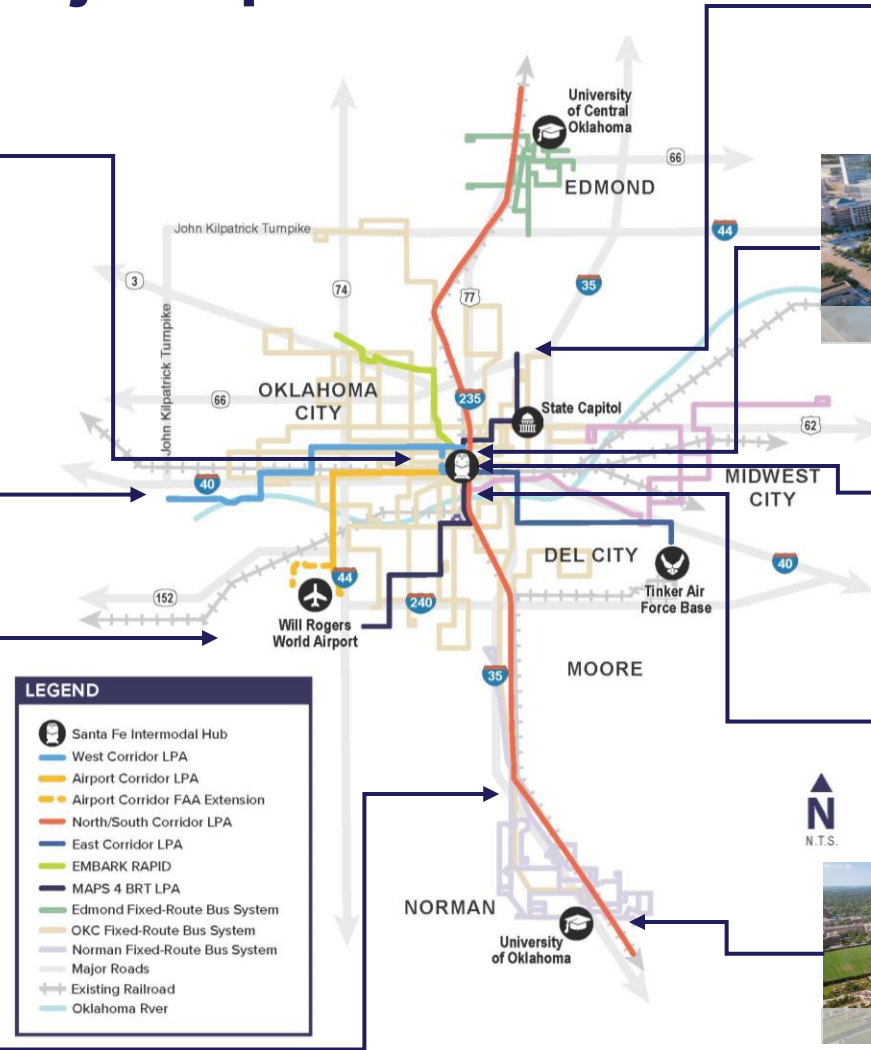 University
of Central
Oklahoma
66
EDMOND
John Kilpatrick Turnpike
44
3
74
77
35
John Kilpatrick Turnpike
66
OKLAHOMA
CITY
235
State Capitol
62
40
MIDWEST
CITY
DEL CITY
40
152
44
240
Will Rogers
World Airport
Tinker Air
Force Base
35
MOORE
LEGEND
Santa Fe Intermodal Hub
West Corridor LPA
Airport Corridor LPA
Airport Corridor FAA Extension
North/South Corridor LPA
East Corridor LPA
EMBARK RAPID
MAPS 4 BRT LPA
Edmond Fixed-Route Bus System
OKC Fixed-Route Bus System
Norman Fixed-Route Bus System
Major Roads
Existing Railroad
Oklahoma Rver
N
N.T.S.
NORMAN
University
of Oklahoma